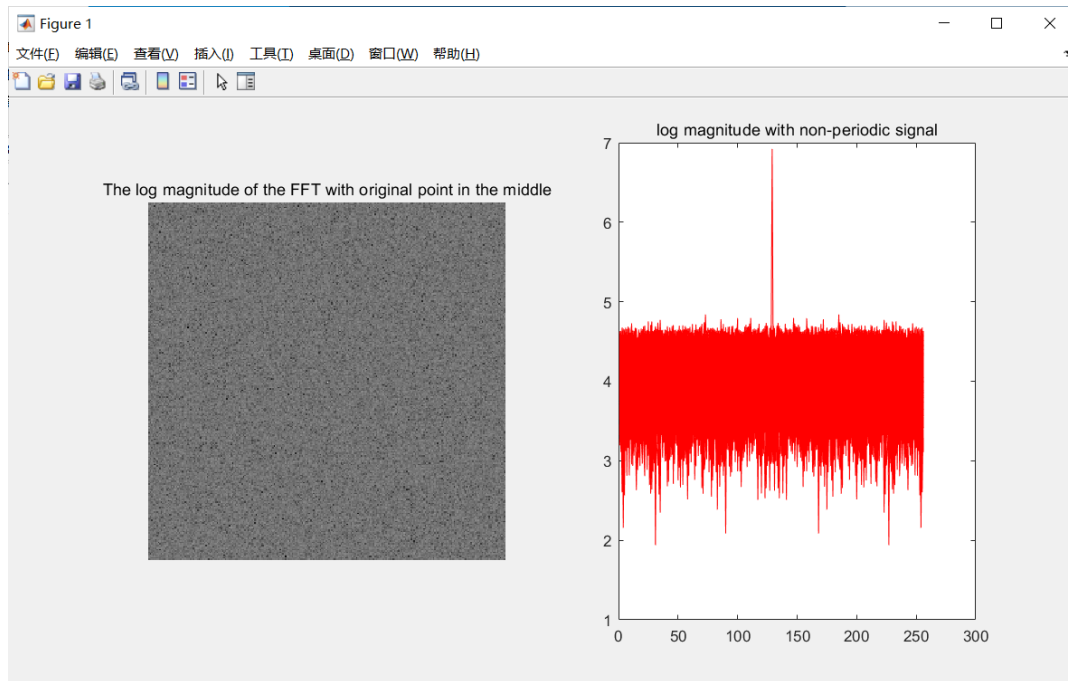 Figure 1
文件(F) 编辑(E) 查看(V) 插入(I) 工具(T) 桌面(D) 窗口(W) 帮助(H)
The log magnitude of the FFT with original point in the middle
log magnitude with non-periodic signal
7
6
5
4
3
2
1
0 50 100 150 200 250 300